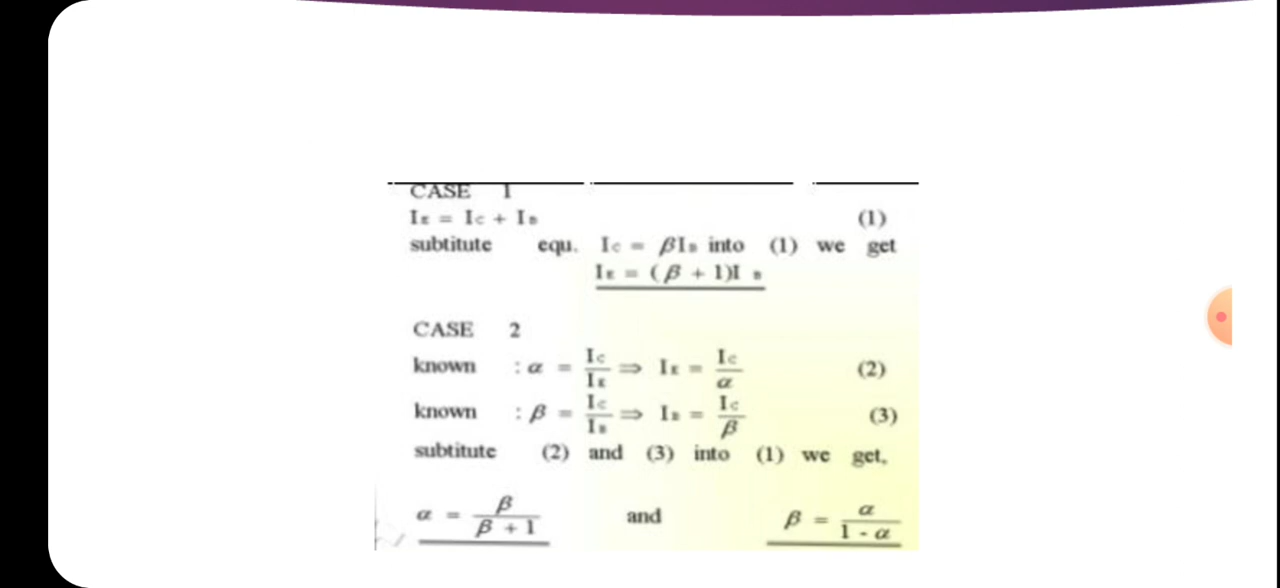 CASE 1
IE = IC + IB (1)
subtitute equ. IC = βIB into (1) we get
IE = (β + 1)I B
CASE 2
known : α = IC/IE ⇒ IE = IC/α (2)
known : β = IC/IB ⇒ IB = IC/β (3)
subtitute (2) and (3) into (1) we get,
α = β/(β + 1) and β = α/(1 - α)